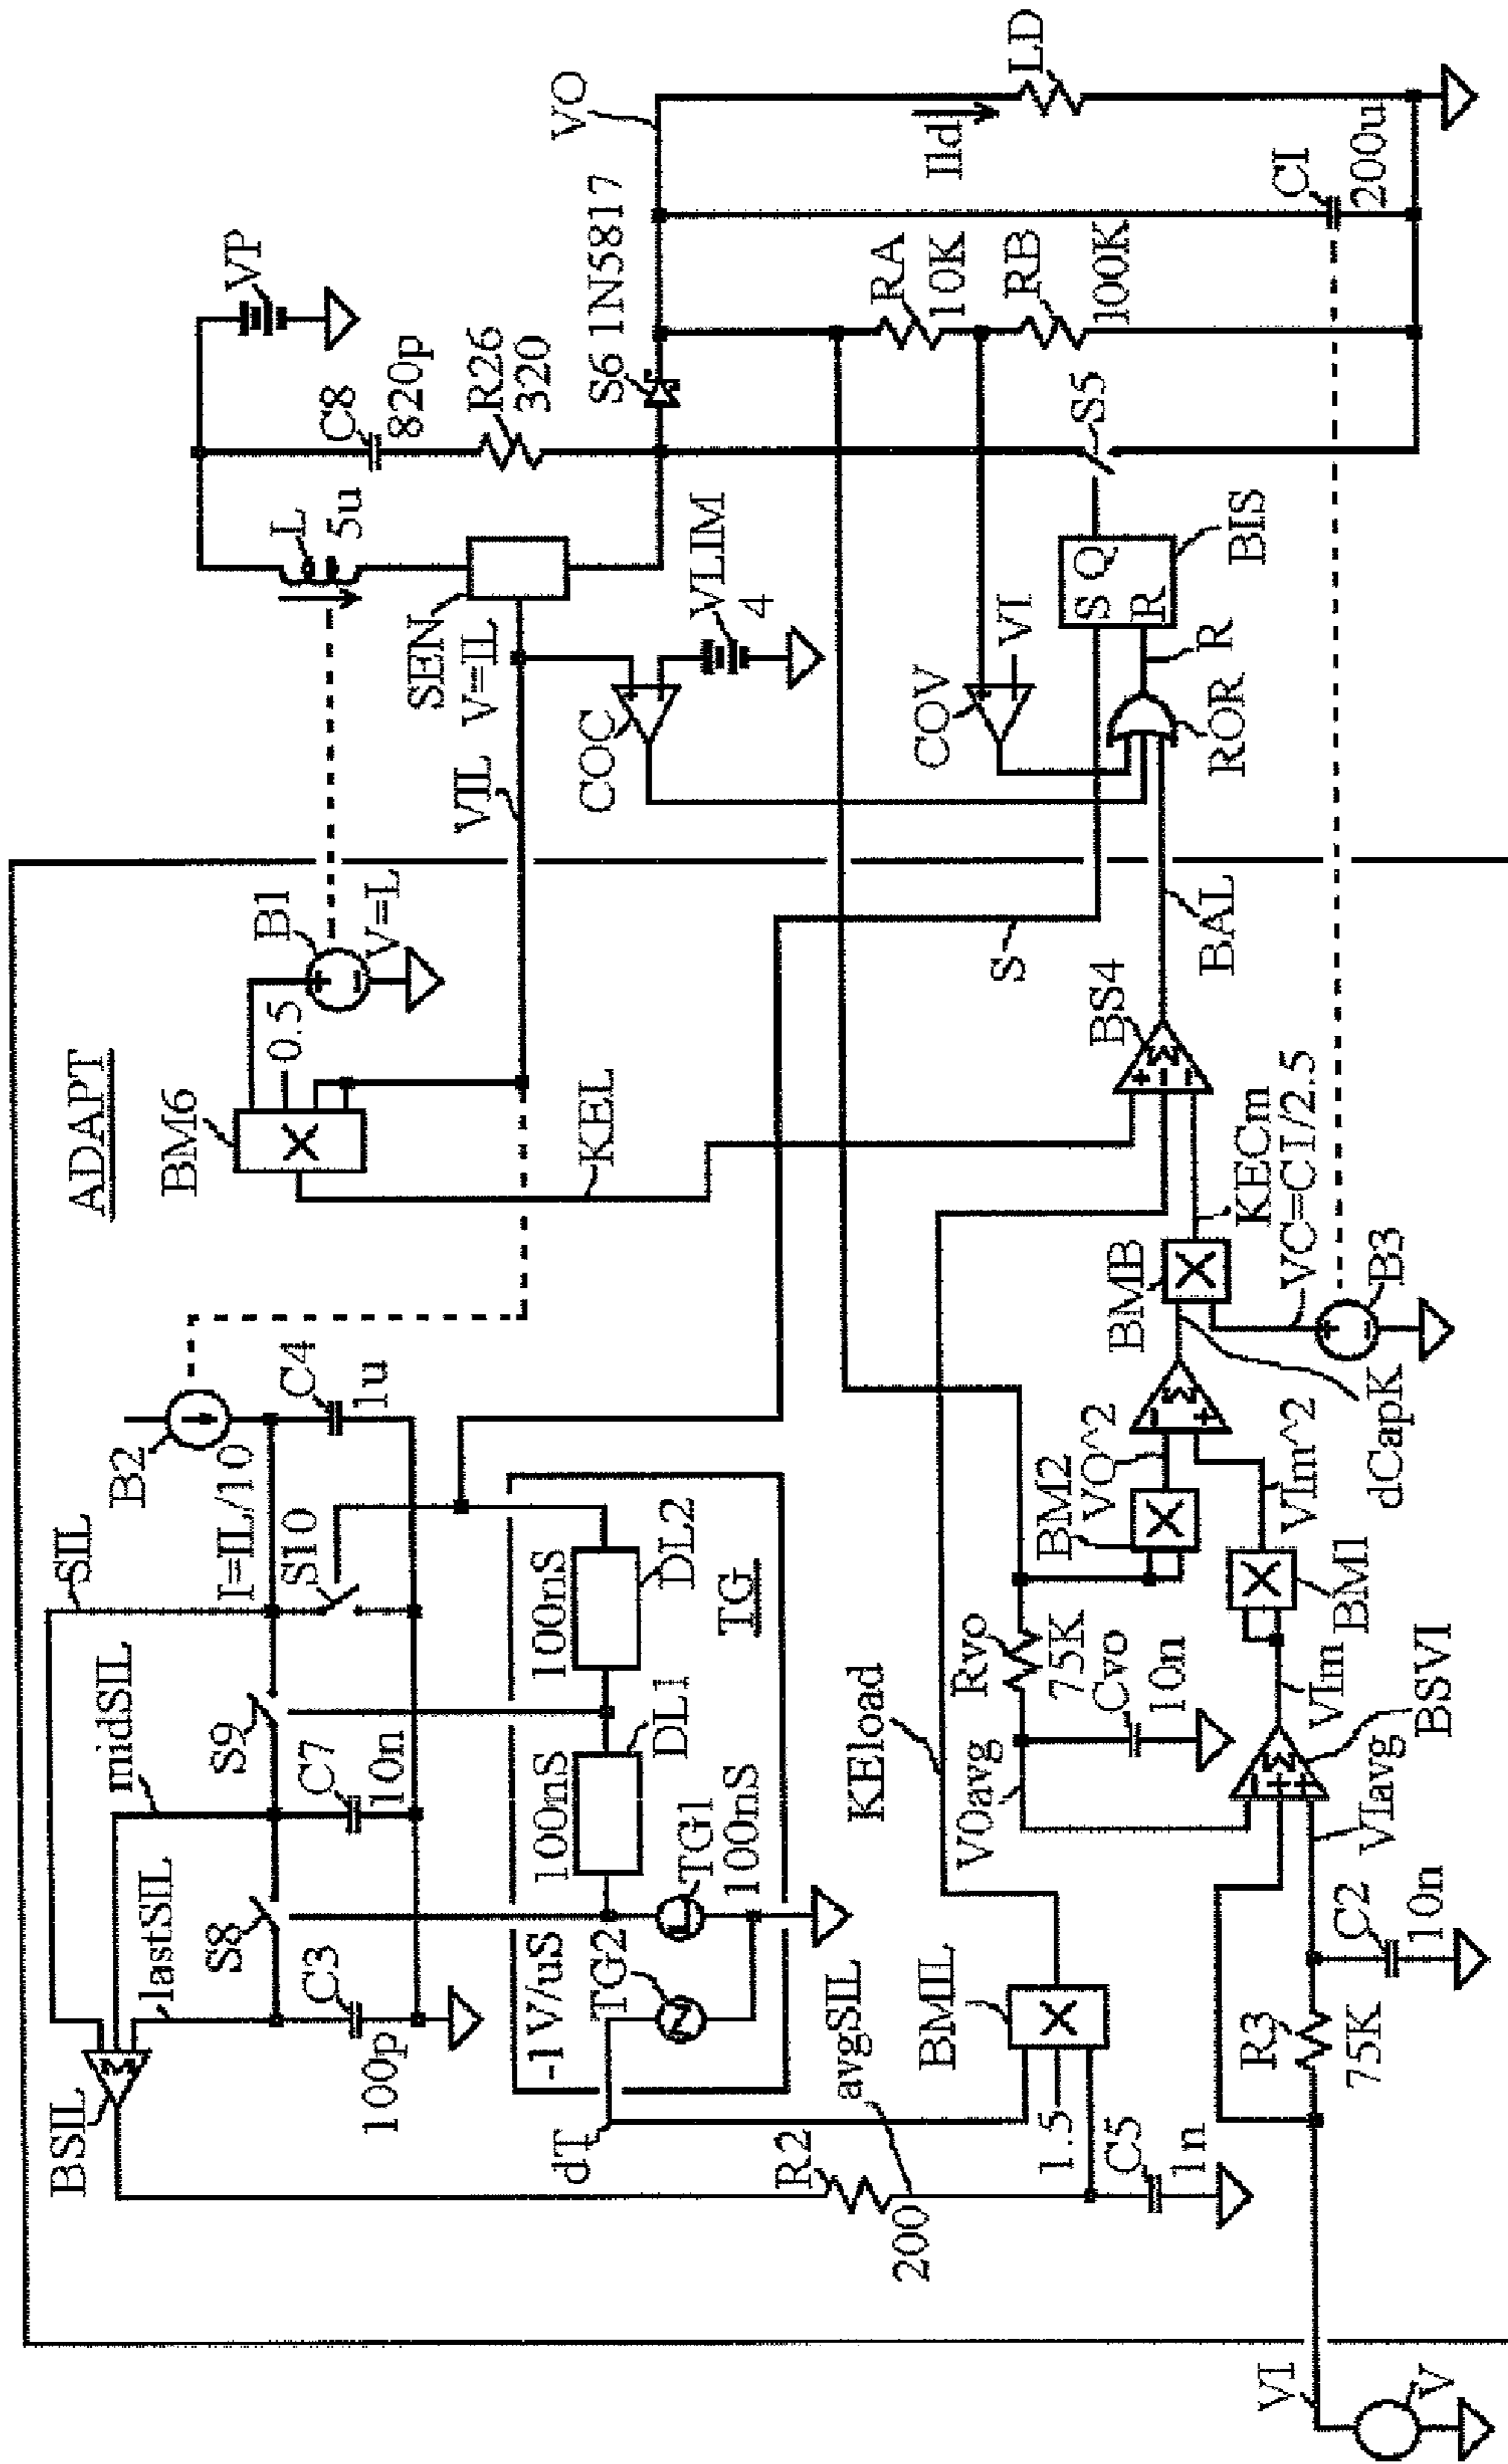 ADAPT
BM6
0.5
B1
V=L
L
5u
C8
820p
VP
R26
320
SEN
V=IL
VIL
VLIM
4
COC
S6 1N5817
VO
RA
10K
RB
100K
Ild
LD
CI
200u
COV
VI
S Q
R
BIS
S5
R
ROR
S
BAL
BS4
KEL
KECm
VC=CI/2.5
BMB
B3
dCapK
BM2
VO^2
VIm^2
BM1
VIm
BSVI
VIavg
VOavg
Rvo
75K
Cvo
10n
KEload
BMIL
avgSIL
1.5
C5
1n
R2
200
dT
R3
75K
C2
10n
VI
V
BSIL
lastSIL
midSIL
SIL
S8
S9
S10
C3
100p
C7
10n
C4
1u
B2
I=IL/10
-1V/uS
TG2
TG1
100nS
100nS
DL1
100nS
DL2
TG